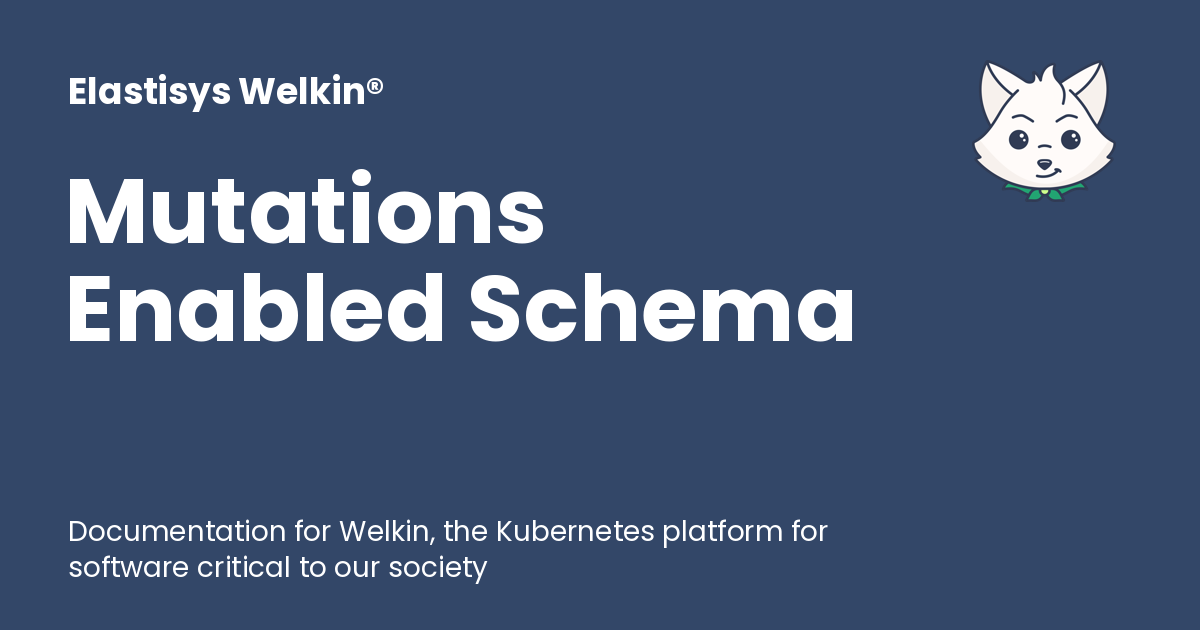 Elastisys Welkin®
Mutations
Enabled Schema
Documentation for Welkin, the Kubernetes platform for
software critical to our society